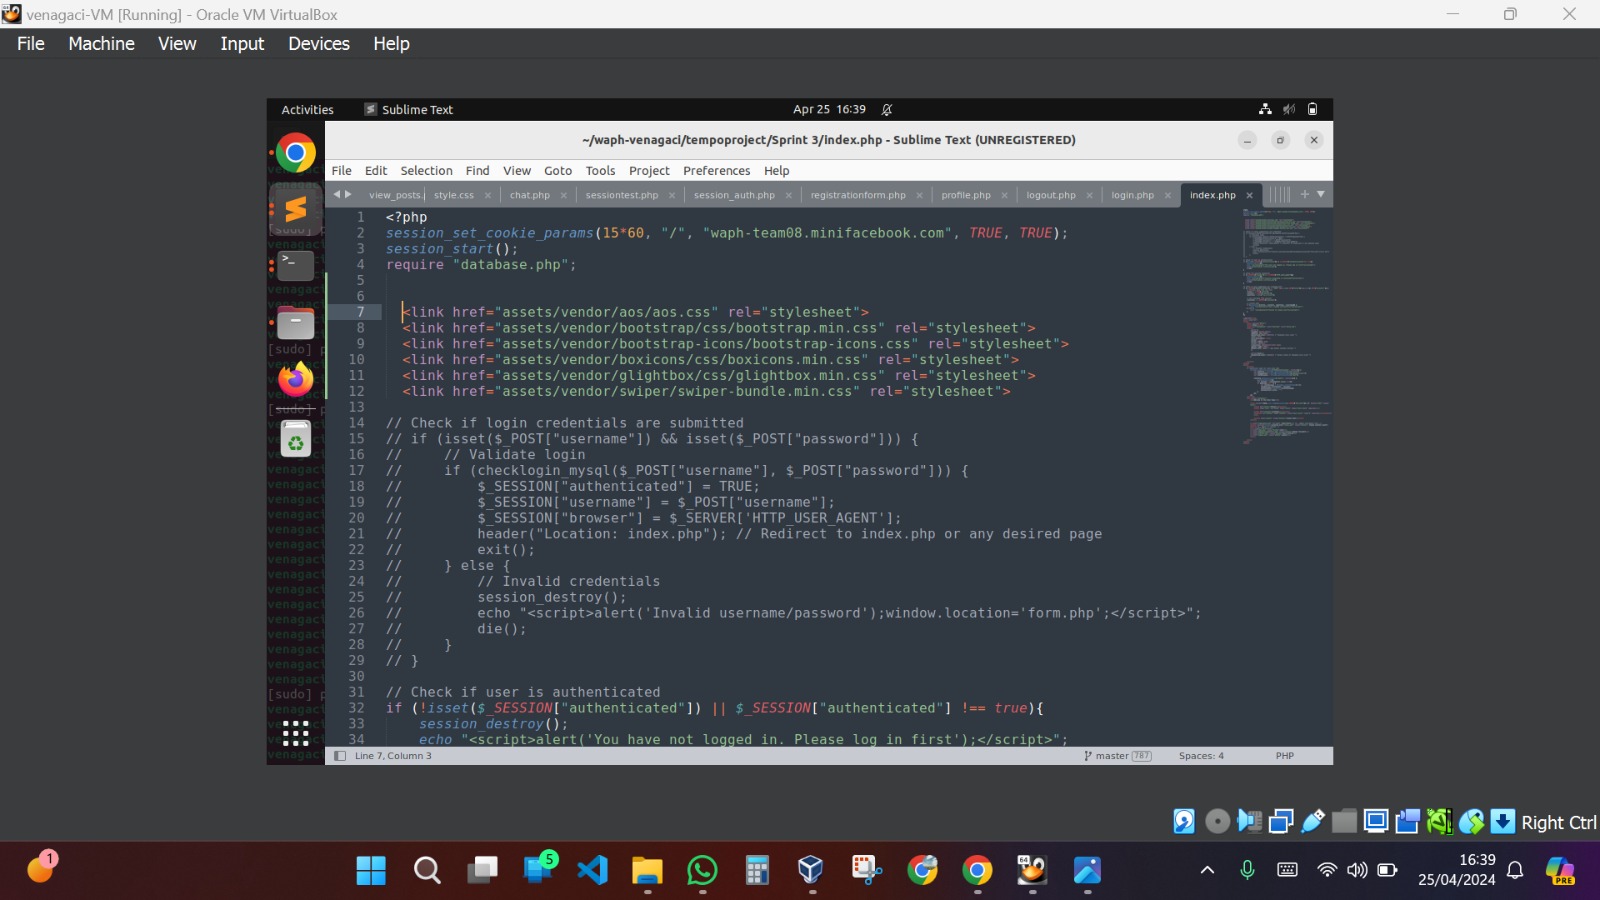 venagaci-VM [Running] - Oracle VM VirtualBox
File Machine View Input Devices Help
Activities Sublime Text Apr 25 16:39
~/waph-venagaci/tempoproject/Sprint 3/index.php - Sublime Text (UNREGISTERED)
File Edit Selection Find View Goto Tools Project Preferences Help
view_posts. style.css chat.php sessiontest.php session_auth.php registrationform.php profile.php logout.php login.php index.php
1 <?php
2 session_set_cookie_params(15*60, "/", "waph-team08.minifacebook.com", TRUE, TRUE);
3 session_start();
4 require "database.php";
5
6
7 <link href="assets/vendor/aos/aos.css" rel="stylesheet">
8 <link href="assets/vendor/bootstrap/css/bootstrap.min.css" rel="stylesheet">
9 <link href="assets/vendor/bootstrap-icons/bootstrap-icons.css" rel="stylesheet">
10 <link href="assets/vendor/boxicons/css/boxicons.min.css" rel="stylesheet">
11 <link href="assets/vendor/glightbox/css/glightbox.min.css" rel="stylesheet">
12 <link href="assets/vendor/swiper/swiper-bundle.min.css" rel="stylesheet">
13
14 // Check if login credentials are submitted
15 // if (isset($_POST["username"]) && isset($_POST["password"])) {
16 //     // Validate login
17 //     if (checklogin_mysql($_POST["username"], $_POST["password"])) {
18 //         $_SESSION["authenticated"] = TRUE;
19 //         $_SESSION["username"] = $_POST["username"];
20 //         $_SESSION["browser"] = $_SERVER['HTTP_USER_AGENT'];
21 //         header("Location: index.php"); // Redirect to index.php or any desired page
22 //         exit();
23 //     } else {
24 //         // Invalid credentials
25 //         session_destroy();
26 //         echo "<script>alert('Invalid username/password');window.location='form.php';</script>";
27 //         die();
28 //     }
29 // }
30
31 // Check if user is authenticated
32 if (!isset($_SESSION["authenticated"]) || $_SESSION["authenticated"] !== true){
33     session_destroy();
34     echo "<script>alert('You have not logged in. Please log in first');</script>";
Line 7, Column 3 master 787 Spaces: 4 PHP
Right Ctrl
1 5 64 16:39
25/04/2024 PRE